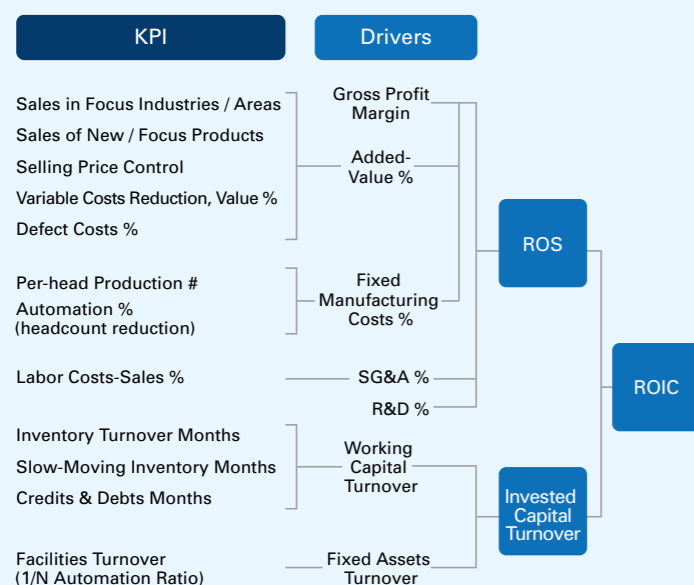 KPI
Drivers
Sales in Focus Industries / Areas
Sales of New / Focus Products
Selling Price Control
Variable Costs Reduction, Value %
Defect Costs %
Gross Profit
Margin
Added-
Value %
Per-head Production #
Automation %
(headcount reduction)
Fixed
Manufacturing
Costs %
Labor Costs-Sales %
SG&A %
R&D %
Inventory Turnover Months
Slow-Moving Inventory Months
Credits & Debts Months
Working
Capital
Turnover
Facilities Turnover
(1/N Automation Ratio)
Fixed Assets
Turnover
ROS
Invested
Capital
Turnover
ROIC